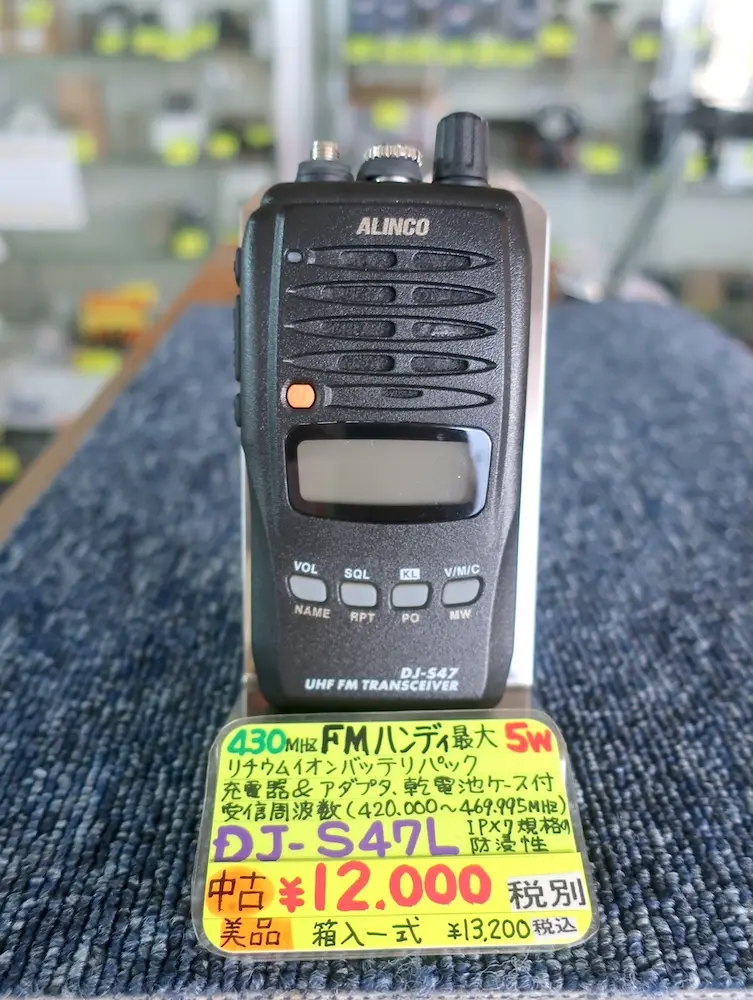 ALINCO
VOL SQL KL V/M/C
NAME RPT PO MW
DJ-S47
UHF FM TRANSCEIVER
430MHz FMハンディ最大 5W
リチウムイオンバッテリパック
充電器&アダプタ、乾電池ケース付
受信周波数(420.000~469.995MHz)
DJ-S47L IPX7規格の
防浸性
中古 ¥12.000 税別
美品 箱入一式 ¥13,200税込